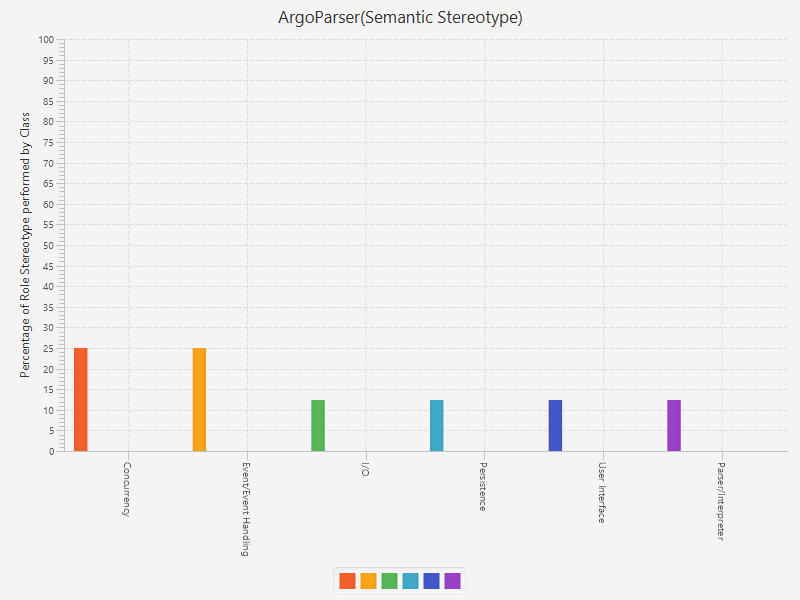 ArgoParser(Semantic Stereotype)
Percentage of Role Stereotype performed by Class
100
95
90
85
80
75
70
65
60
55
50
45
40
35
30
25
20
15
10
5
0
Concurrency
Event/Event Handling
I/O
Persistence
User Interface
Parser/Interpreter